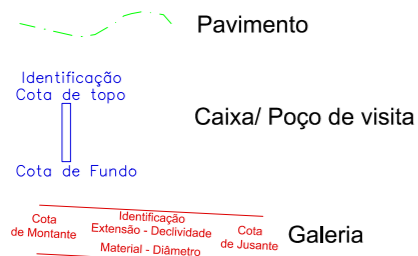 Pavimento
Identificação
Cota de topo
Caixa/ Poço de visita
Cota de Fundo
Identificação
Cota
de Montante
Extensão - Declividade
Cota
de Jusante
Material - Diâmetro
Galeria